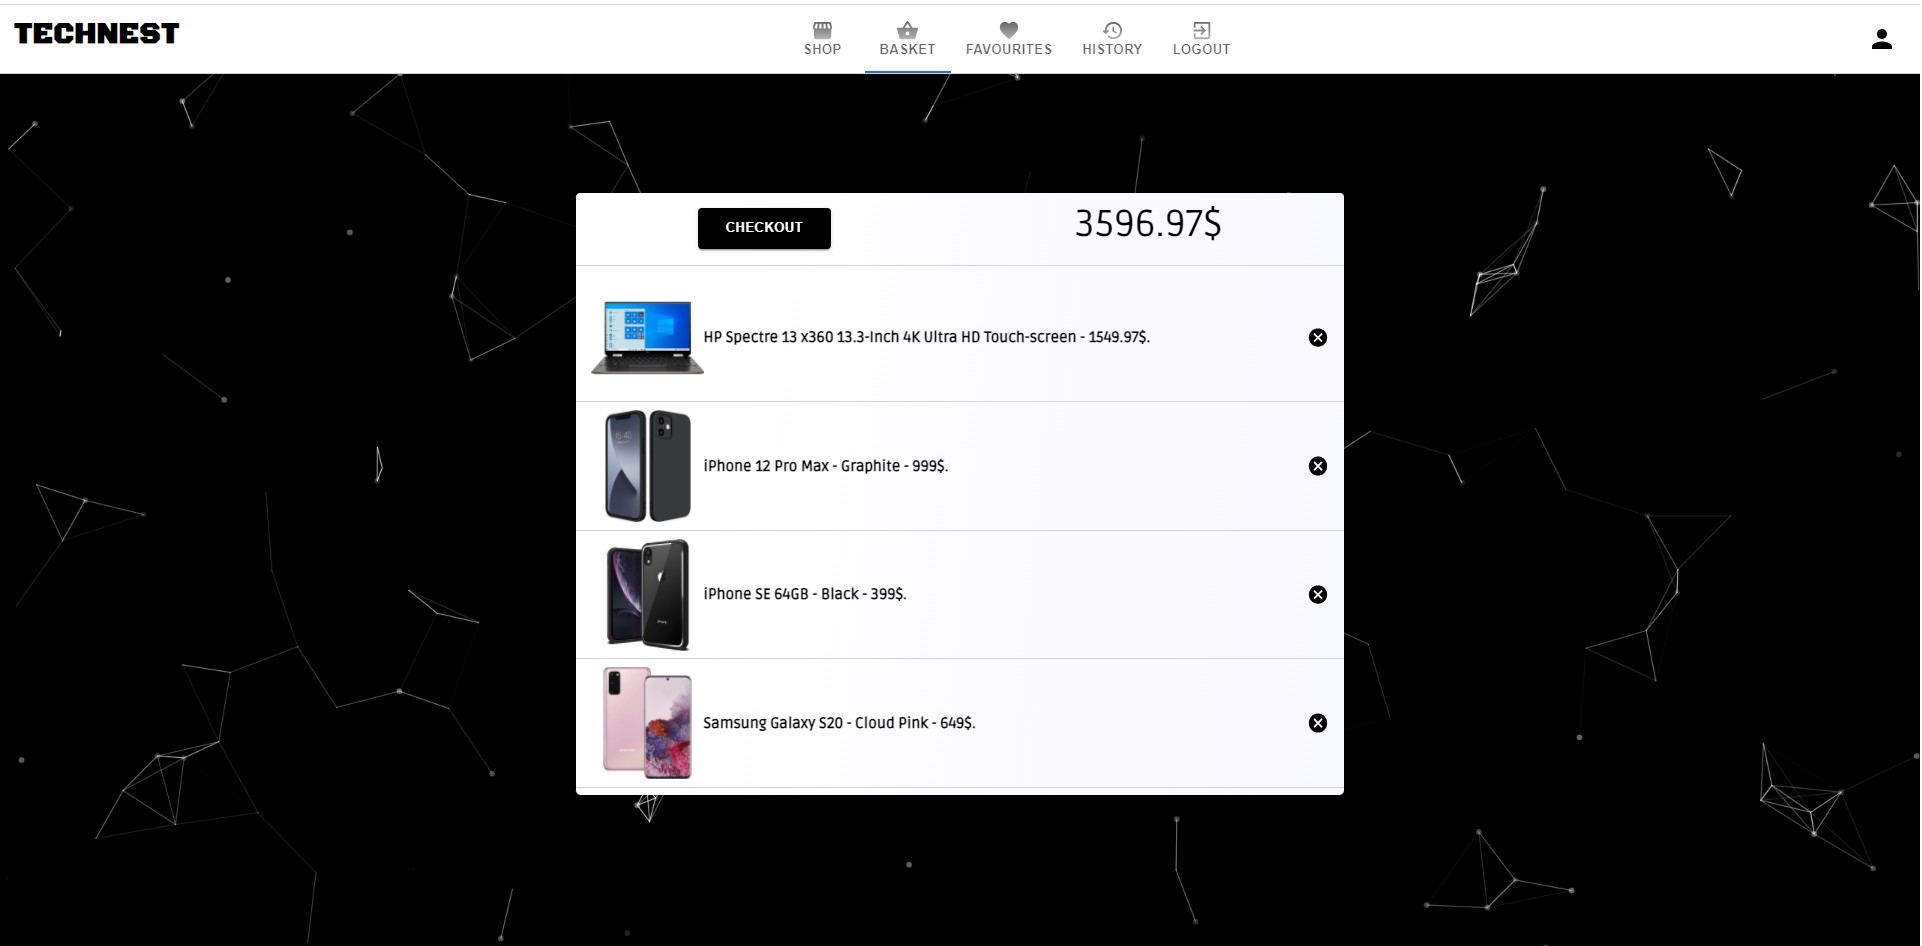 TECHNEST
SHOP
BASKET
FAVOURITES
HISTORY
LOGOUT
CHECKOUT
3596.97$
HP Spectre 13 x360 13.3-Inch 4K Ultra HD Touch-screen - 1549.97$.
15:40
iPhone 12 Pro Max - Graphite - 999$.
iPhone SE 64GB - Black - 399$.
Samsung Galaxy S20 - Cloud Pink - 649$.